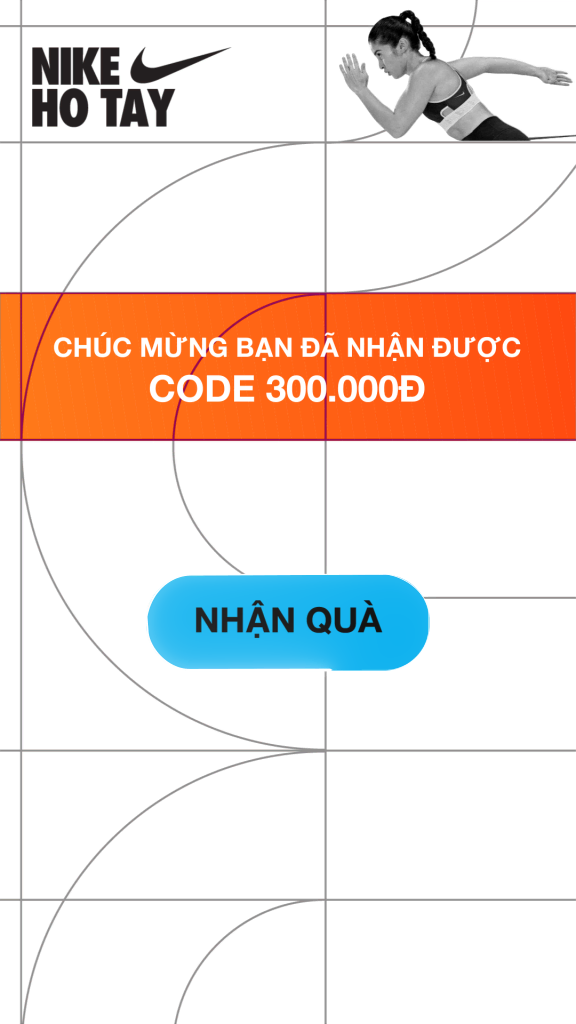 NIKE
HO TAY
CHÚC MỪNG BẠN ĐÃ NHẬN ĐƯỢC
CODE 300.000Đ
NHẬN QUÀ